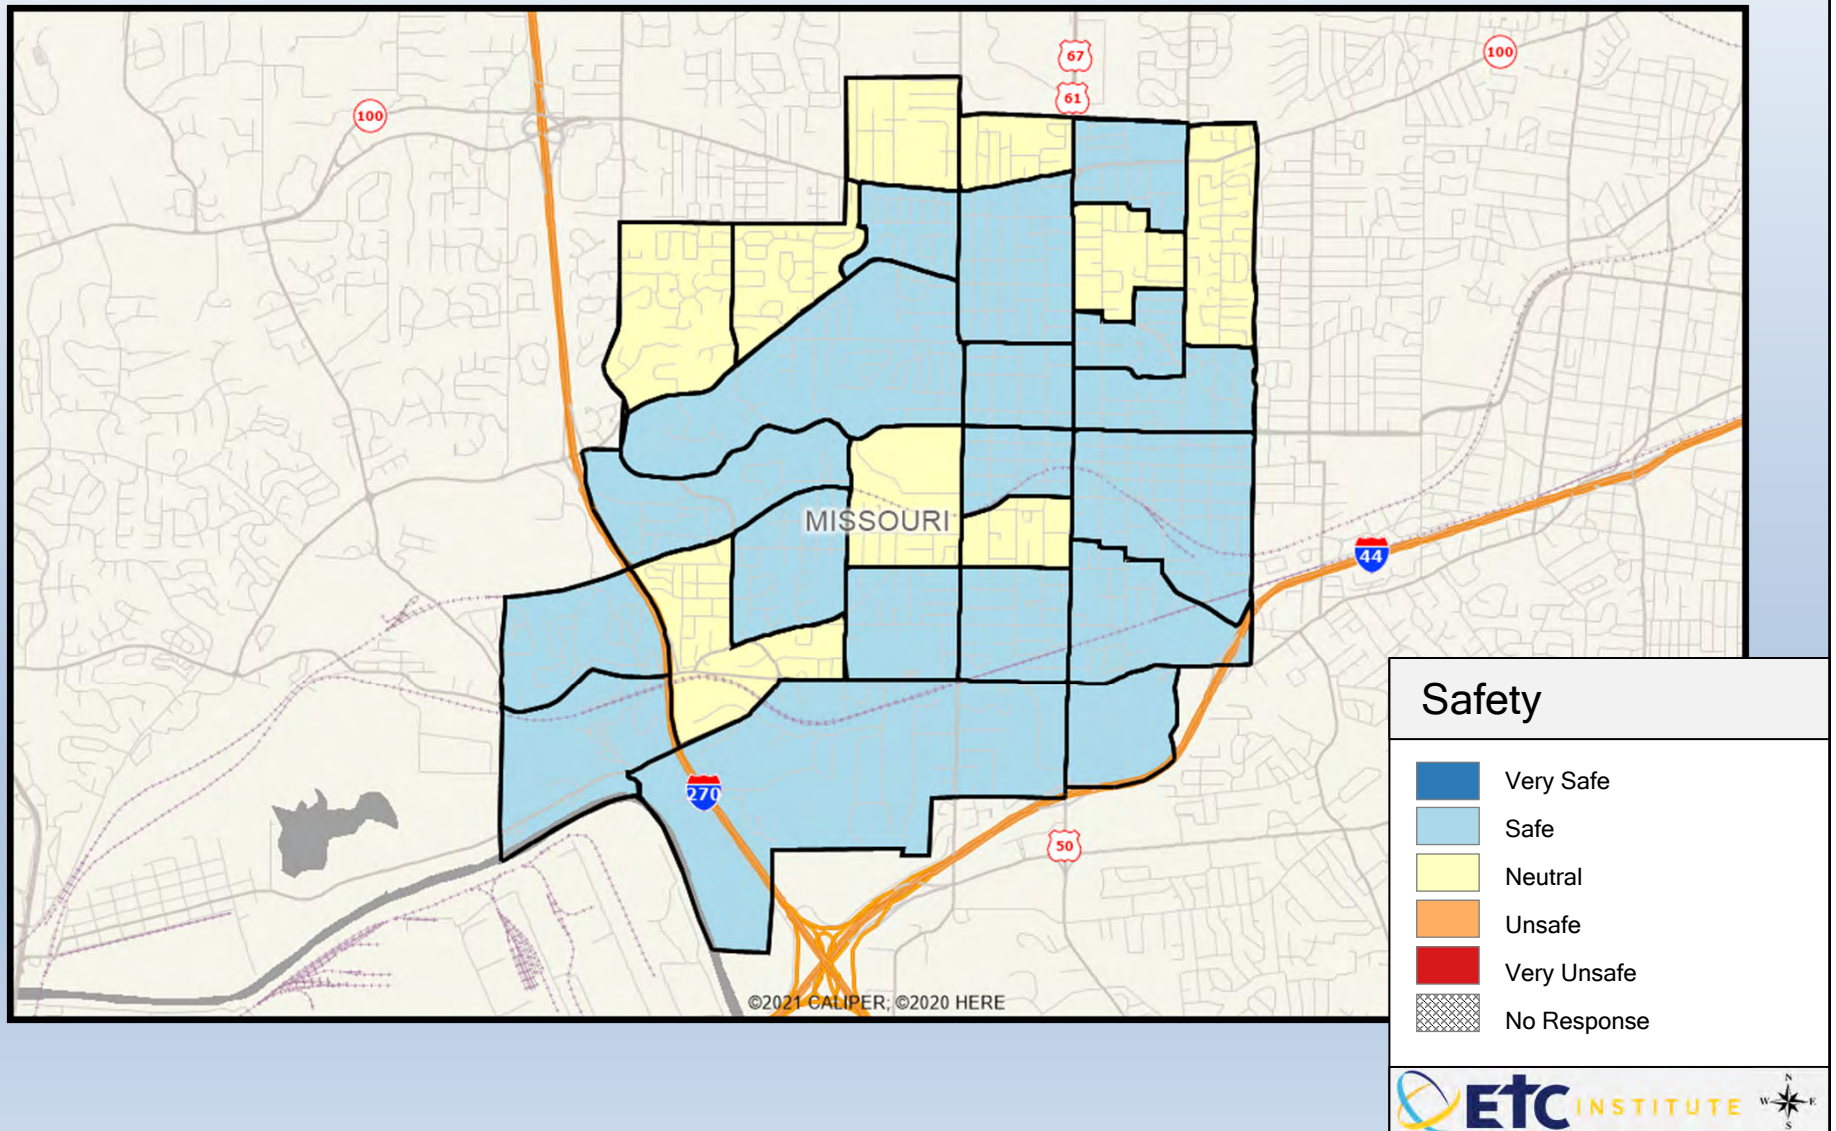 67
100
61
100
MISSOURI
44
270
50
©2021 CALIPER; ©2020 HERE
Safety
Very Safe
Safe
Neutral
Unsafe
Very Unsafe
No Response
ETC INSTITUTE
N
W E
S